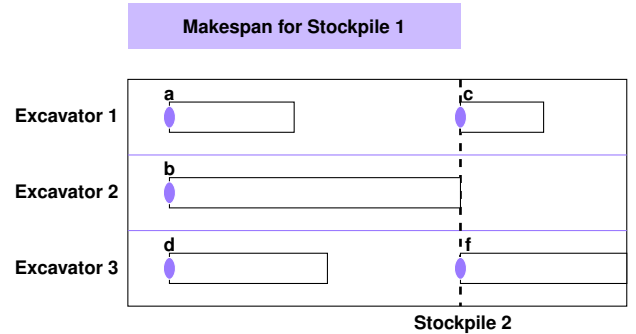 Makespan for Stockpile 1
a
c
Excavator 1
b
Excavator 2
d
f
Excavator 3
Stockpile 2